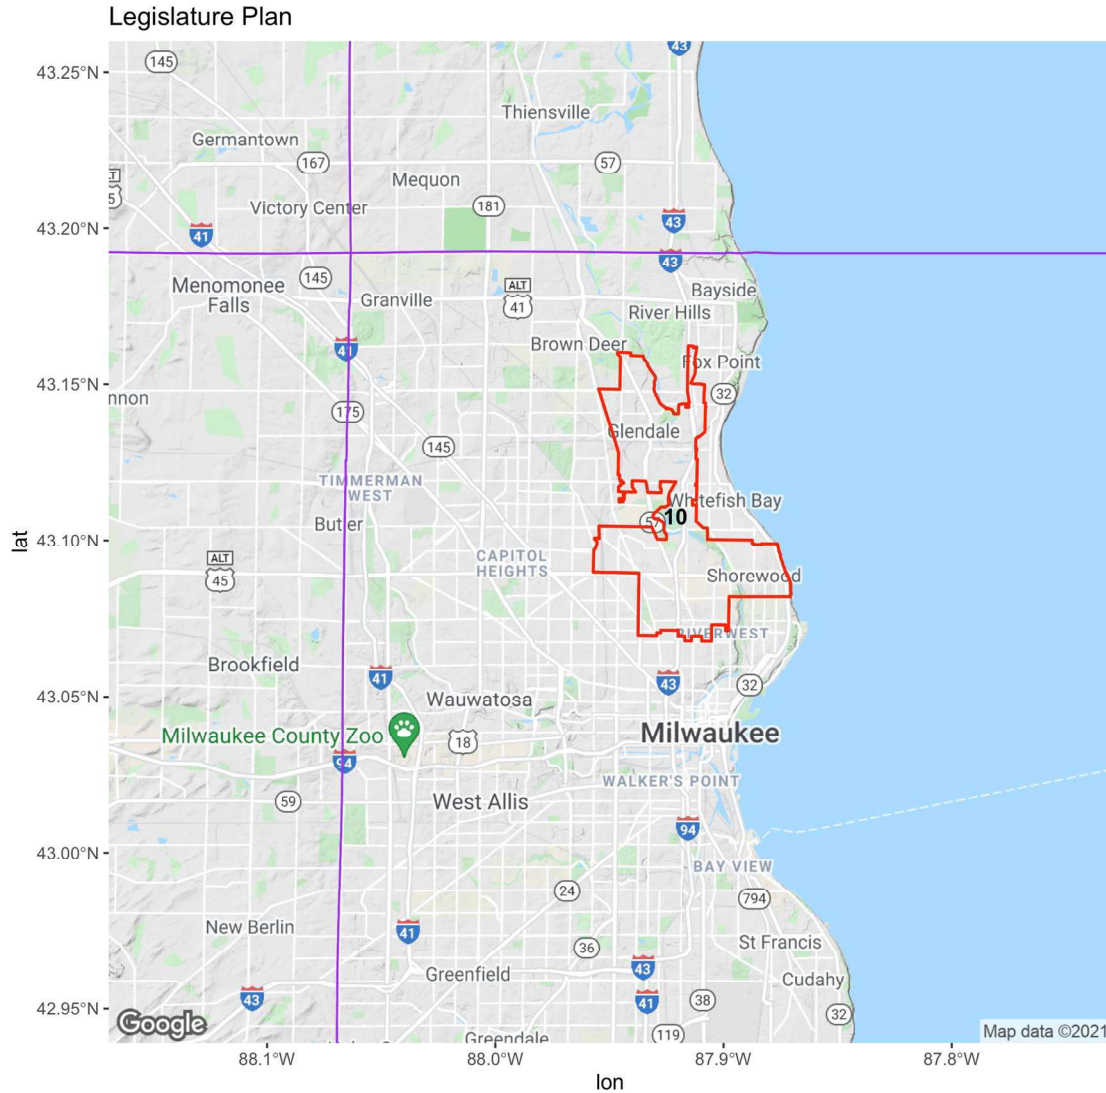 Legislature Plan
43
43.25°N
145
Thiensville
Germantown
167
57
Mequon
181
Victory Center
43.20°N
41
43
43
Menomonee
Falls
145
Granville
ALT
41
Bayside
River Hills
41
Brown Deer
Fox Point
43.15°N
32
nnon
175
Glendale
145
TIMMERMAN
WEST
Whitefish Bay
Butler
57
10
43.10°N
lat
ALT
45
CAPITOL
HEIGHTS
Shorewood
RIVERWEST
Brookfield
41
43
32
43.05°N
Wauwatosa
Milwaukee County Zoo
18
Milwaukee
94
WALKER'S POINT
59
West Allis
94
43.00°N
BAY VIEW
24
794
New Berlin
41
36
St Francis
Greenfield
43
Cudahy
43
41
38
32
42.95°N
Google
Greendale
119
Map data ©2021
88.1°W
88.0°W
87.9°W
87.8°W
lon